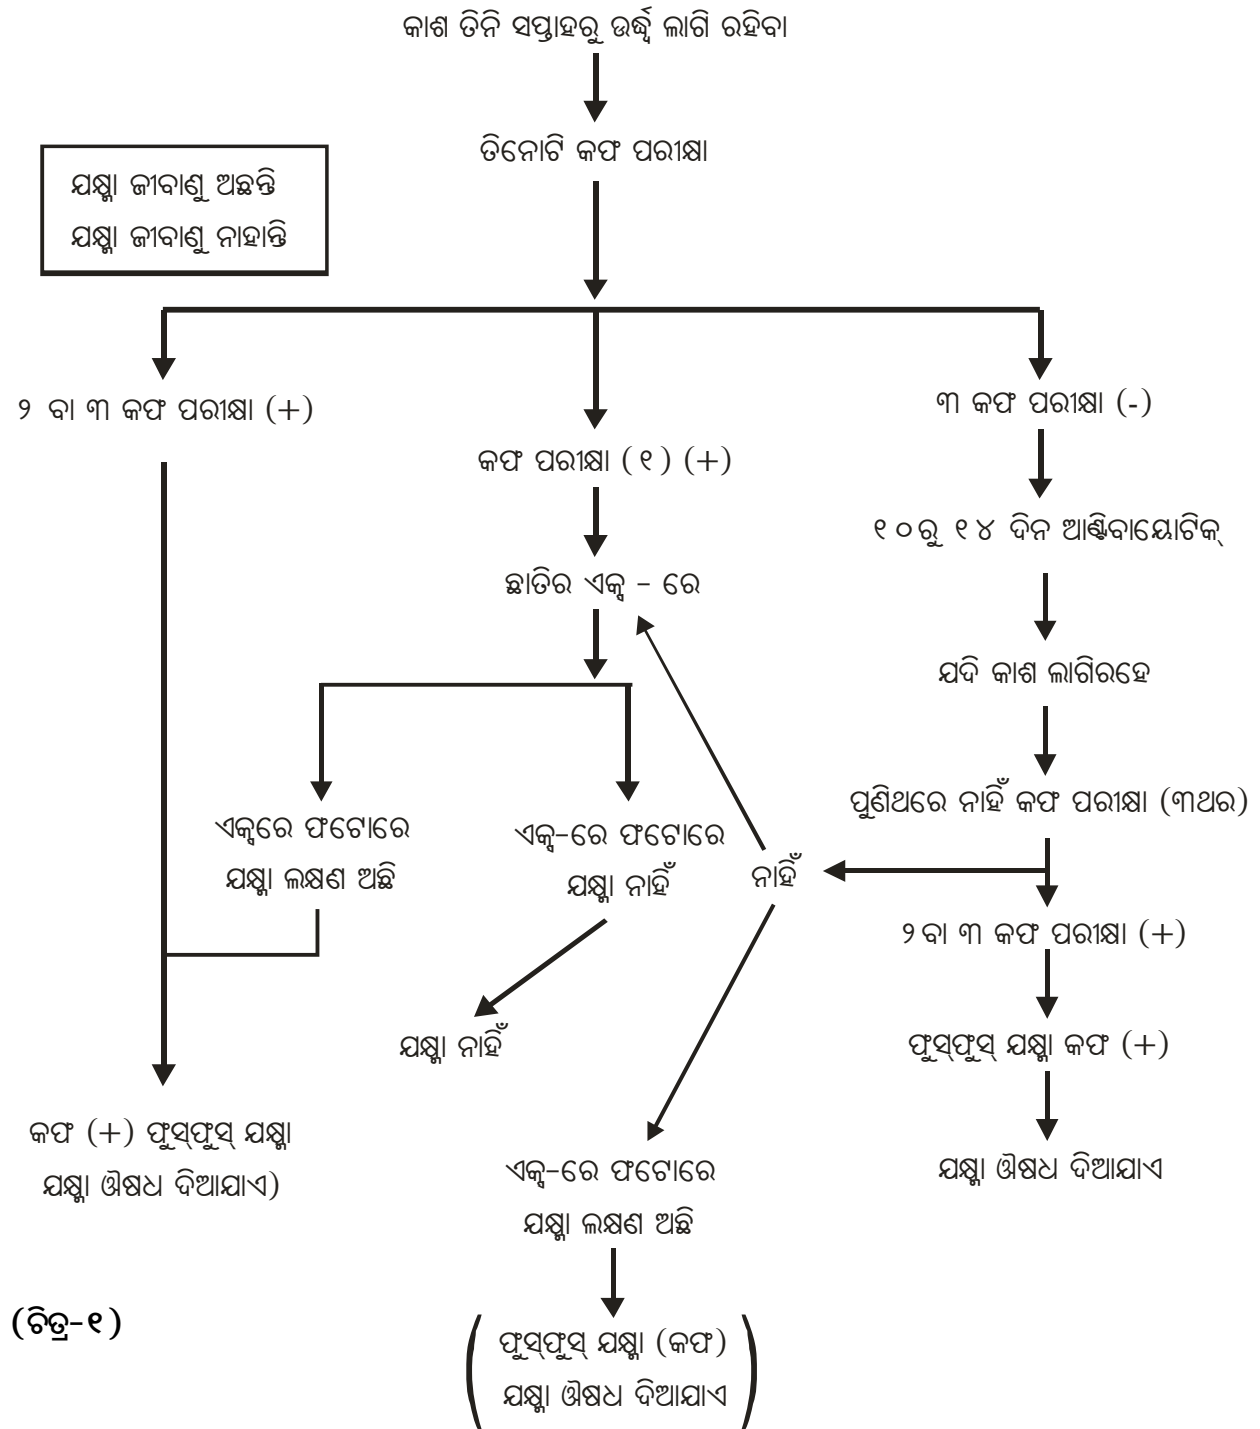 କାଶ ତିନି ସପ୍ତାହରୁ ଉର୍ଦ୍ଧ୍ୱ ଲାଗି ରହିବା
ତିନୋଟି କଫ ପରୀକ୍ଷା
ଯକ୍ଷ୍ମା ଜୀବାଣୁ ଅଛନ୍ତି
ଯକ୍ଷ୍ମା ଜୀବାଣୁ ନାହାନ୍ତି
୨ ବା ୩ କଫ ପରୀକ୍ଷା (+)
କଫ ପରୀକ୍ଷା (୧) (+)
୩ କଫ ପରୀକ୍ଷା (-)
୧୦ରୁ ୧୪ ଦିନ ଆଣ୍ଟିବାୟୋଟିକ୍
ଛାତିର ଏକ୍ସ - ରେ
ଯଦି କାଶ ଲାଗିରହେ
ପୁଣିଥରେ ନାହିଁ କଫ ପରୀକ୍ଷା (୩ଥର)
ଏକ୍ସରେ ଫଟୋରେ
ଯକ୍ଷ୍ମା ଲକ୍ଷଣ ଅଛି
ଏକ୍ସ-ରେ ଫଟୋରେ
ଯକ୍ଷ୍ମା ନାହିଁ
ନାହିଁ
୨ ବା ୩ କଫ ପରୀକ୍ଷା (+)
ଯକ୍ଷ୍ମା ନାହିଁ
ଫୁସ୍‌ଫୁସ୍ ଯକ୍ଷ୍ମା କଫ (+)
କଫ (+) ଫୁସ୍‌ଫୁସ୍ ଯକ୍ଷ୍ମା
ଯକ୍ଷ୍ମା ଔଷଧ ଦିଆଯାଏ)
ଯକ୍ଷ୍ମା ଔଷଧ ଦିଆଯାଏ
ଏକ୍ସ-ରେ ଫଟୋରେ
ଯକ୍ଷ୍ମା ଲକ୍ଷଣ ଅଛି
(ଚିତ୍ର-୧)
(ଫୁସ୍‌ଫୁସ୍ ଯକ୍ଷ୍ମା (କଫ)
ଯକ୍ଷ୍ମା ଔଷଧ ଦିଆଯାଏ)